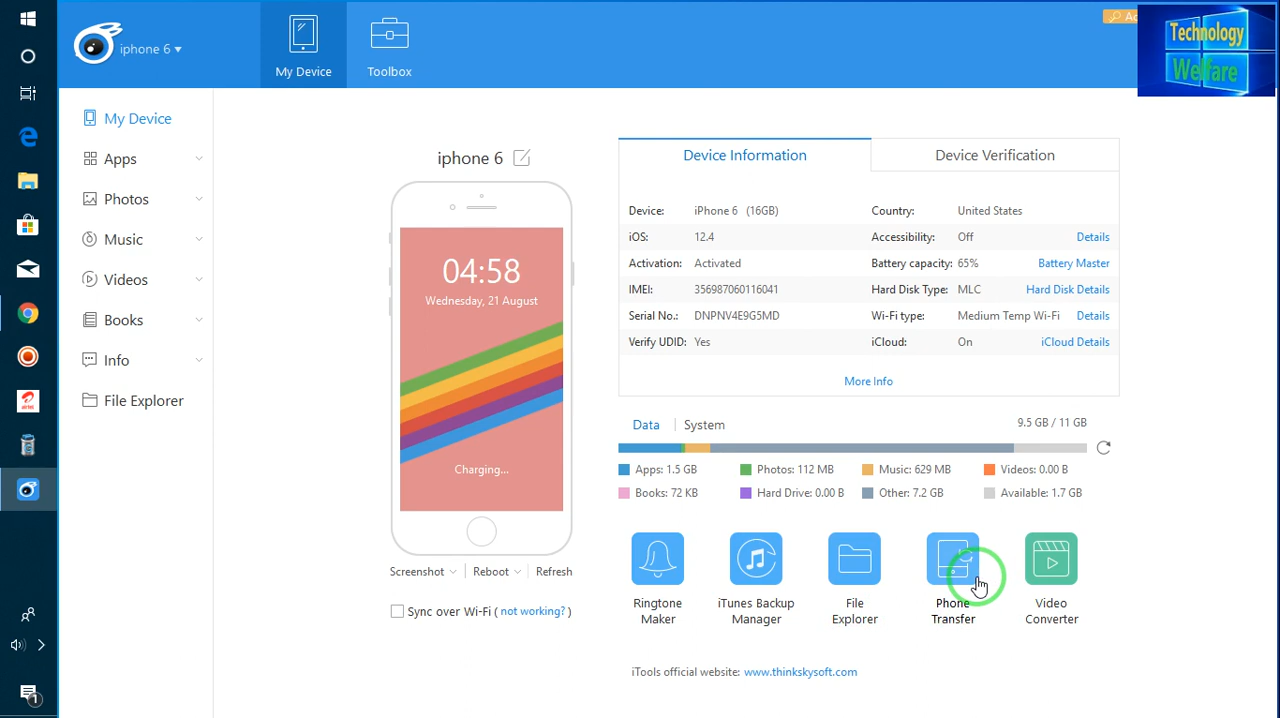 iphone 6
My Device
Toolbox
Technology
Welfare
My Device
Apps
Photos
Music
Videos
Books
Info
File Explorer
iphone 6
04:58
Wednesday, 21 August
Charging...
Screenshot
Reboot
Refresh
Sync over Wi-Fi ( not working? )
Device Information
Device Verification
Device: iPhone 6 (16GB) Country: United States
iOS: 12.4 Accessibility: Off Details
Activation: Activated Battery capacity: 65% Battery Master
IMEI: 356987060116041 Hard Disk Type: MLC Hard Disk Details
Serial No.: DNPNV4E9G5MD Wi-Fi type: Medium Temp Wi-Fi Details
Verify UDID: Yes iCloud: On iCloud Details
More Info
Data | System 9.5 GB / 11 GB
Apps: 1.5 GB Photos: 112 MB Music: 629 MB Videos: 0.00 B
Books: 72 KB Hard Drive: 0.00 B Other: 7.2 GB Available: 1.7 GB
Ringtone
Maker
iTunes Backup
Manager
File
Explorer
Phone
Transfer
Video
Converter
iTools official website: www.thinkskysoft.com
airtel
1